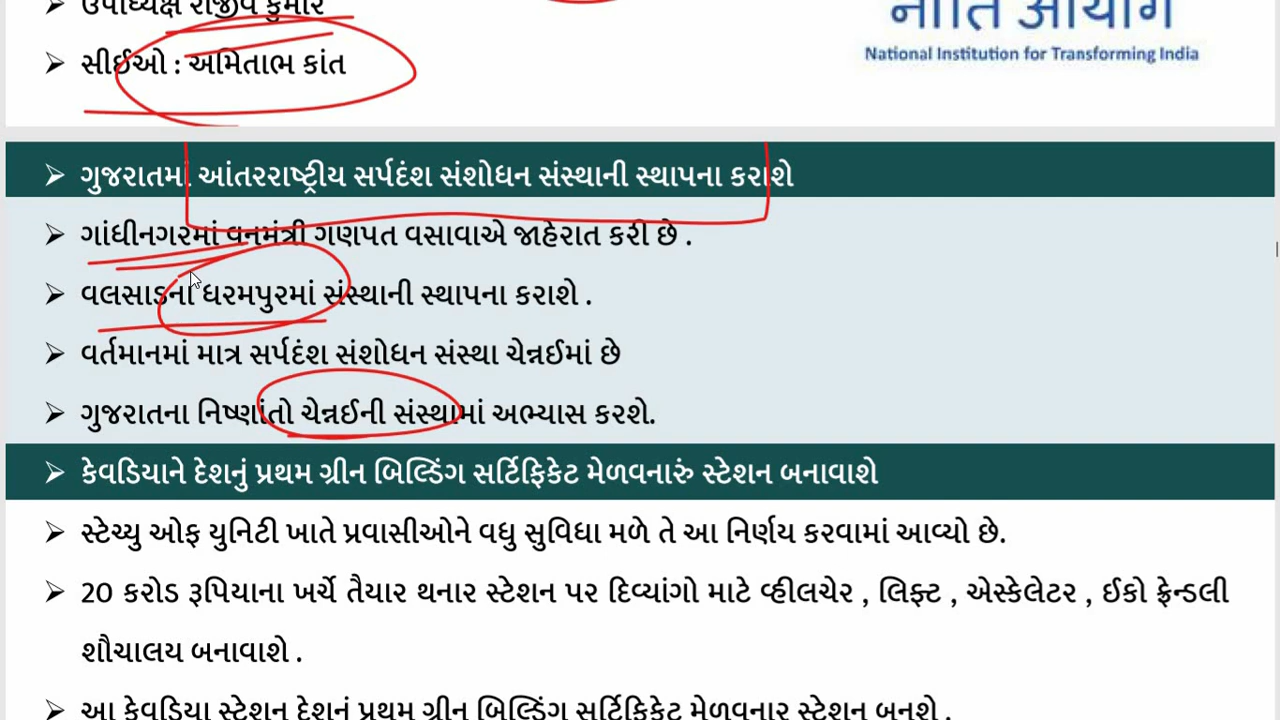 ઉપાધ્યક્ષ રાજીવ કુમાર
નીતિ આયોગ
National Institution for Transforming India
➢ સીઈઓ : અમિતાભ કાંત
➢ ગુજરાતમાં આંતરરાષ્ટ્રીય સર્પદંશ સંશોધન સંસ્થાની સ્થાપના કરાશે
➢ ગાંધીનગરમાં વનમંત્રી ગણપત વસાવાએ જાહેરાત કરી છે .
➢ વલસાડના ધરમપુરમાં સંસ્થાની સ્થાપના કરાશે .
➢ વર્તમાનમાં માત્ર સર્પદંશ સંશોધન સંસ્થા ચેન્નઈમાં છે
➢ ગુજરાતના નિષ્ણાંતો ચેન્નઈની સંસ્થામાં અભ્યાસ કરશે.
➢ કેવડિયાને દેશનું પ્રથમ ગ્રીન બિલ્ડિંગ સર્ટિફિકેટ મેળવનારું સ્ટેશન બનાવાશે
➢ સ્ટેચ્યુ ઓફ યુનિટી ખાતે પ્રવાસીઓને વધુ સુવિધા મળે તે આ નિર્ણય કરવામાં આવ્યો છે.
➢ 20 કરોડ રૂપિયાના ખર્ચે તૈયાર થનાર સ્ટેશન પર દિવ્યાંગો માટે વ્હીલચેર , લિફ્ટ , એસ્કેલેટર , ઈકો ફ્રેન્ડલી
શૌચાલય બનાવાશે .
➢ આ કેવડિયા સ્ટેશન દેશનું પ્રથમ ગ્રીન બિલ્ડિંગ સર્ટિફિકેટ મેળવનાર સ્ટેશન બનશે .